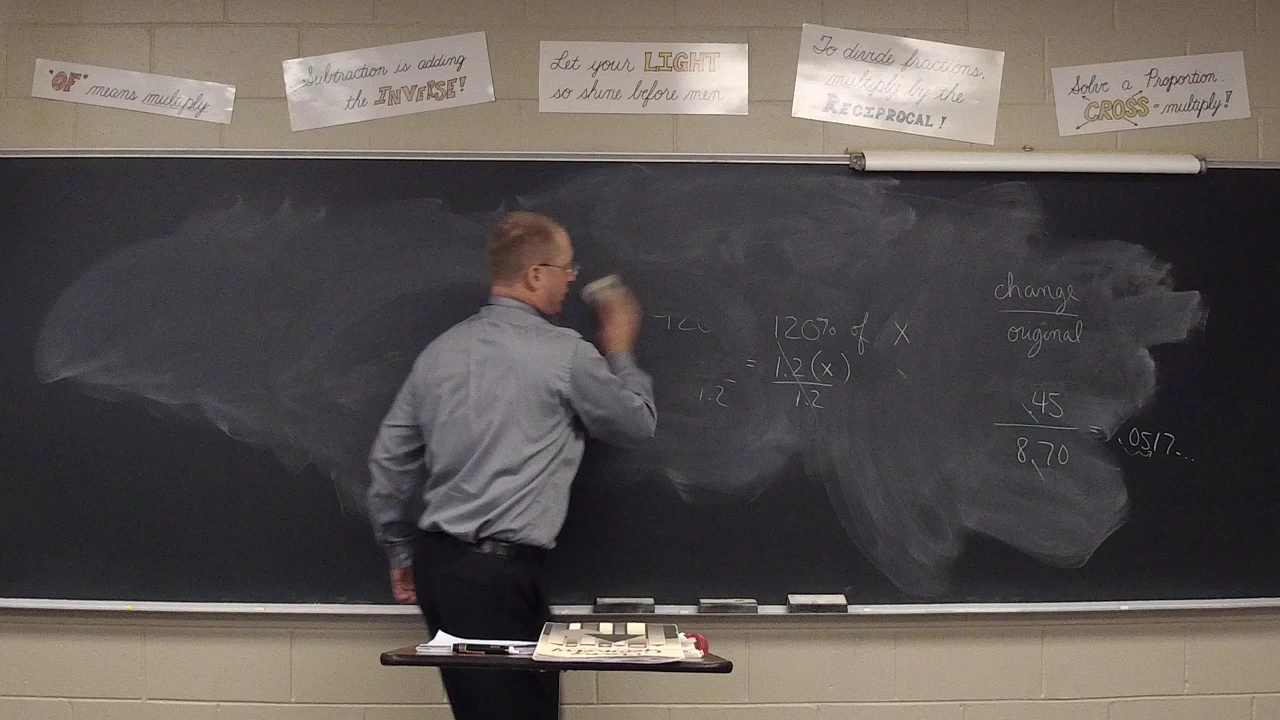 "OF" means multiply
Subtraction is adding
the INVERSE!
Let your LIGHT
so shine before men
To divide fractions,
multiply by the
RECIPROCAL!
Solve a Proportion...
CROSS-multiply!
120% of X
= 1.2(x)
1.2
1.2
change
original
.45
8.70
= .0517...